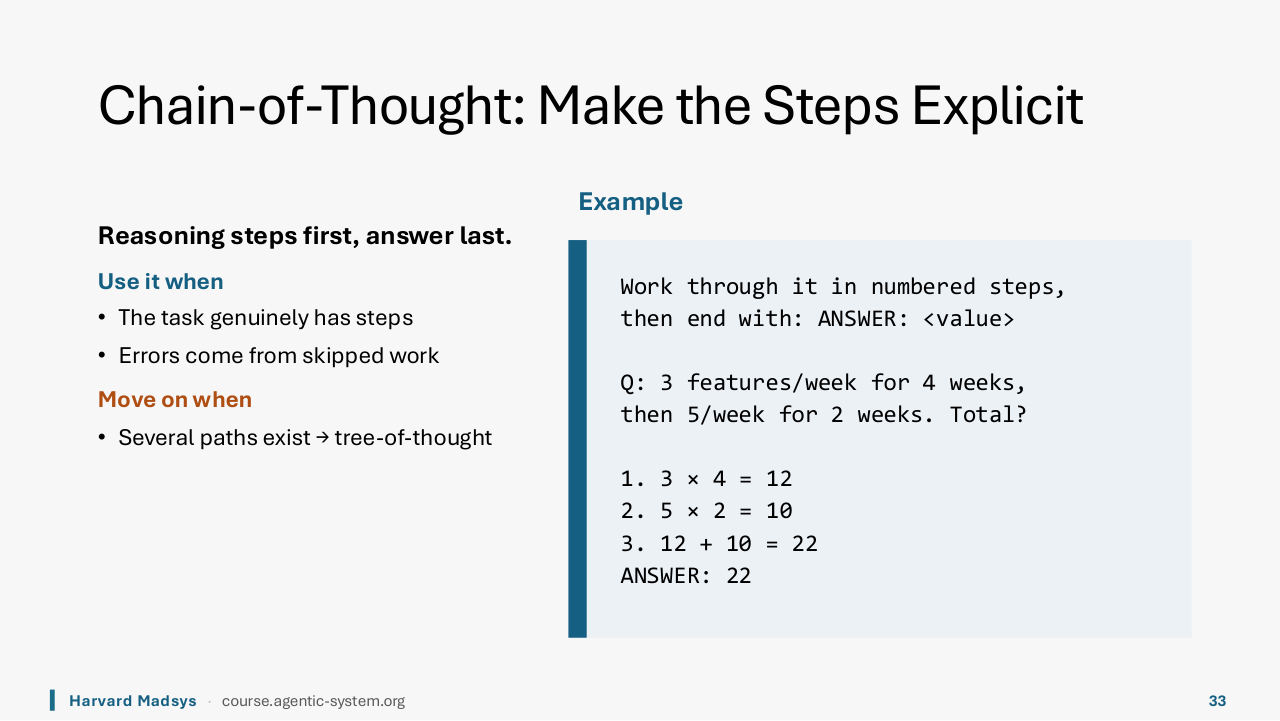 Chain-of-Thought: Make the Steps Explicit
Reasoning steps first, answer last.
Use it when
• The task genuinely has steps
• Errors come from skipped work
Move on when
• Several paths exist → tree-of-thought
Example
Work through it in numbered steps,
then end with: ANSWER: <value>
Q: 3 features/week for 4 weeks,
then 5/week for 2 weeks. Total?
1. 3 × 4 = 12
2. 5 × 2 = 10
3. 12 + 10 = 22
ANSWER: 22
Harvard Madsys · course.agentic-system.org
33